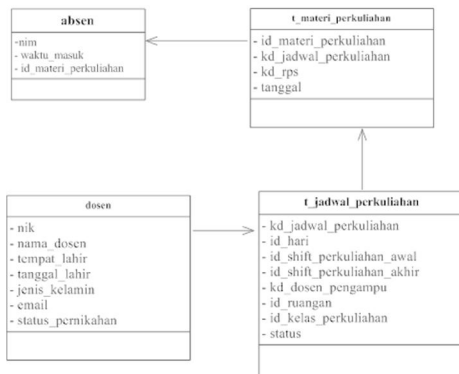 absen
-nim
- waktu_masuk
- id_materi_perkuliahan
t_materi_perkuliahan
- id_materi_perkuliahan
- kd_jadwal_perkuliahan
- kd_rps
- tanggal
dosen
- nik
- nama_dosen
- tempat_lahir
- tanggal_lahir
- jenis_kelamin
- email
- status_pernikahan
t_jadwal_perkuliahan
- kd_jadwal_perkuliahan
- id_hari
- id_shift_perkuliahan_awal
- id_shift_perkuliahan_akhir
- kd_dosen_pengampu
- id_ruangan
- id_kelas_perkuliahan
- status